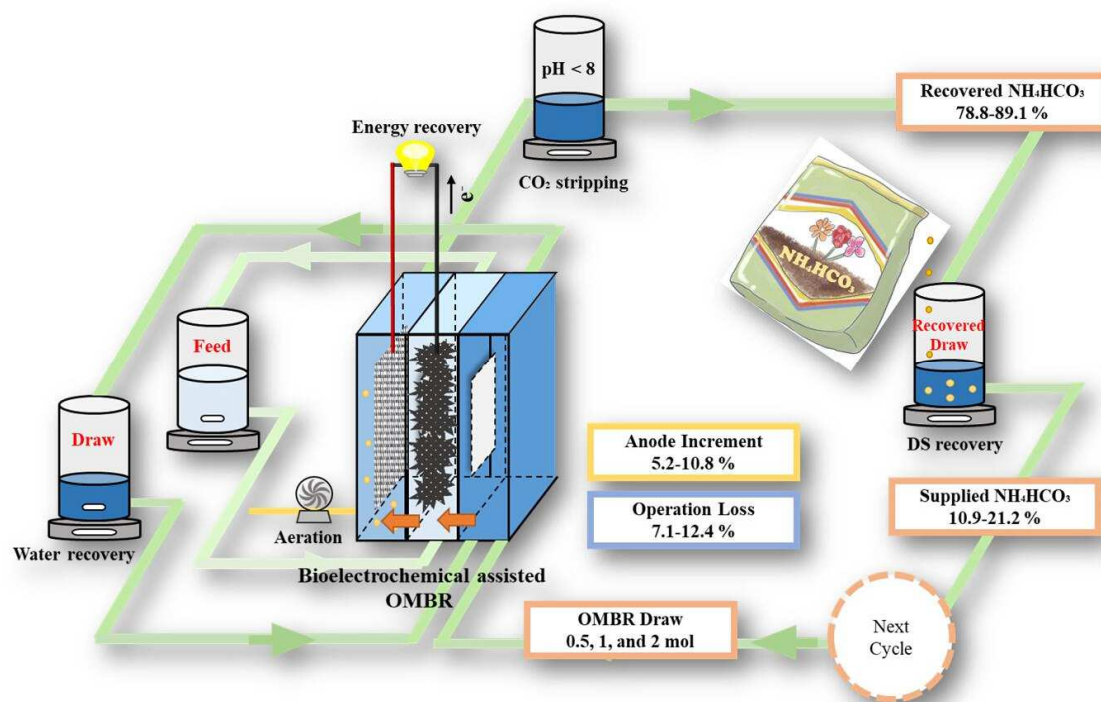 pH < 8
Recovered NH₄HCO₃
78.8-89.1 %
Energy recovery
e⁻
CO₂ stripping
NH₄HCO₃
Feed
Recovered
Draw
Draw
Anode Increment
5.2-10.8 %
DS recovery
Operation Loss
7.1-12.4 %
Supplied NH₄HCO₃
10.9-21.2 %
Aeration
Water recovery
Bioelectrochemical assisted
OMBR
OMBR Draw
0.5, 1, and 2 mol
Next
Cycle